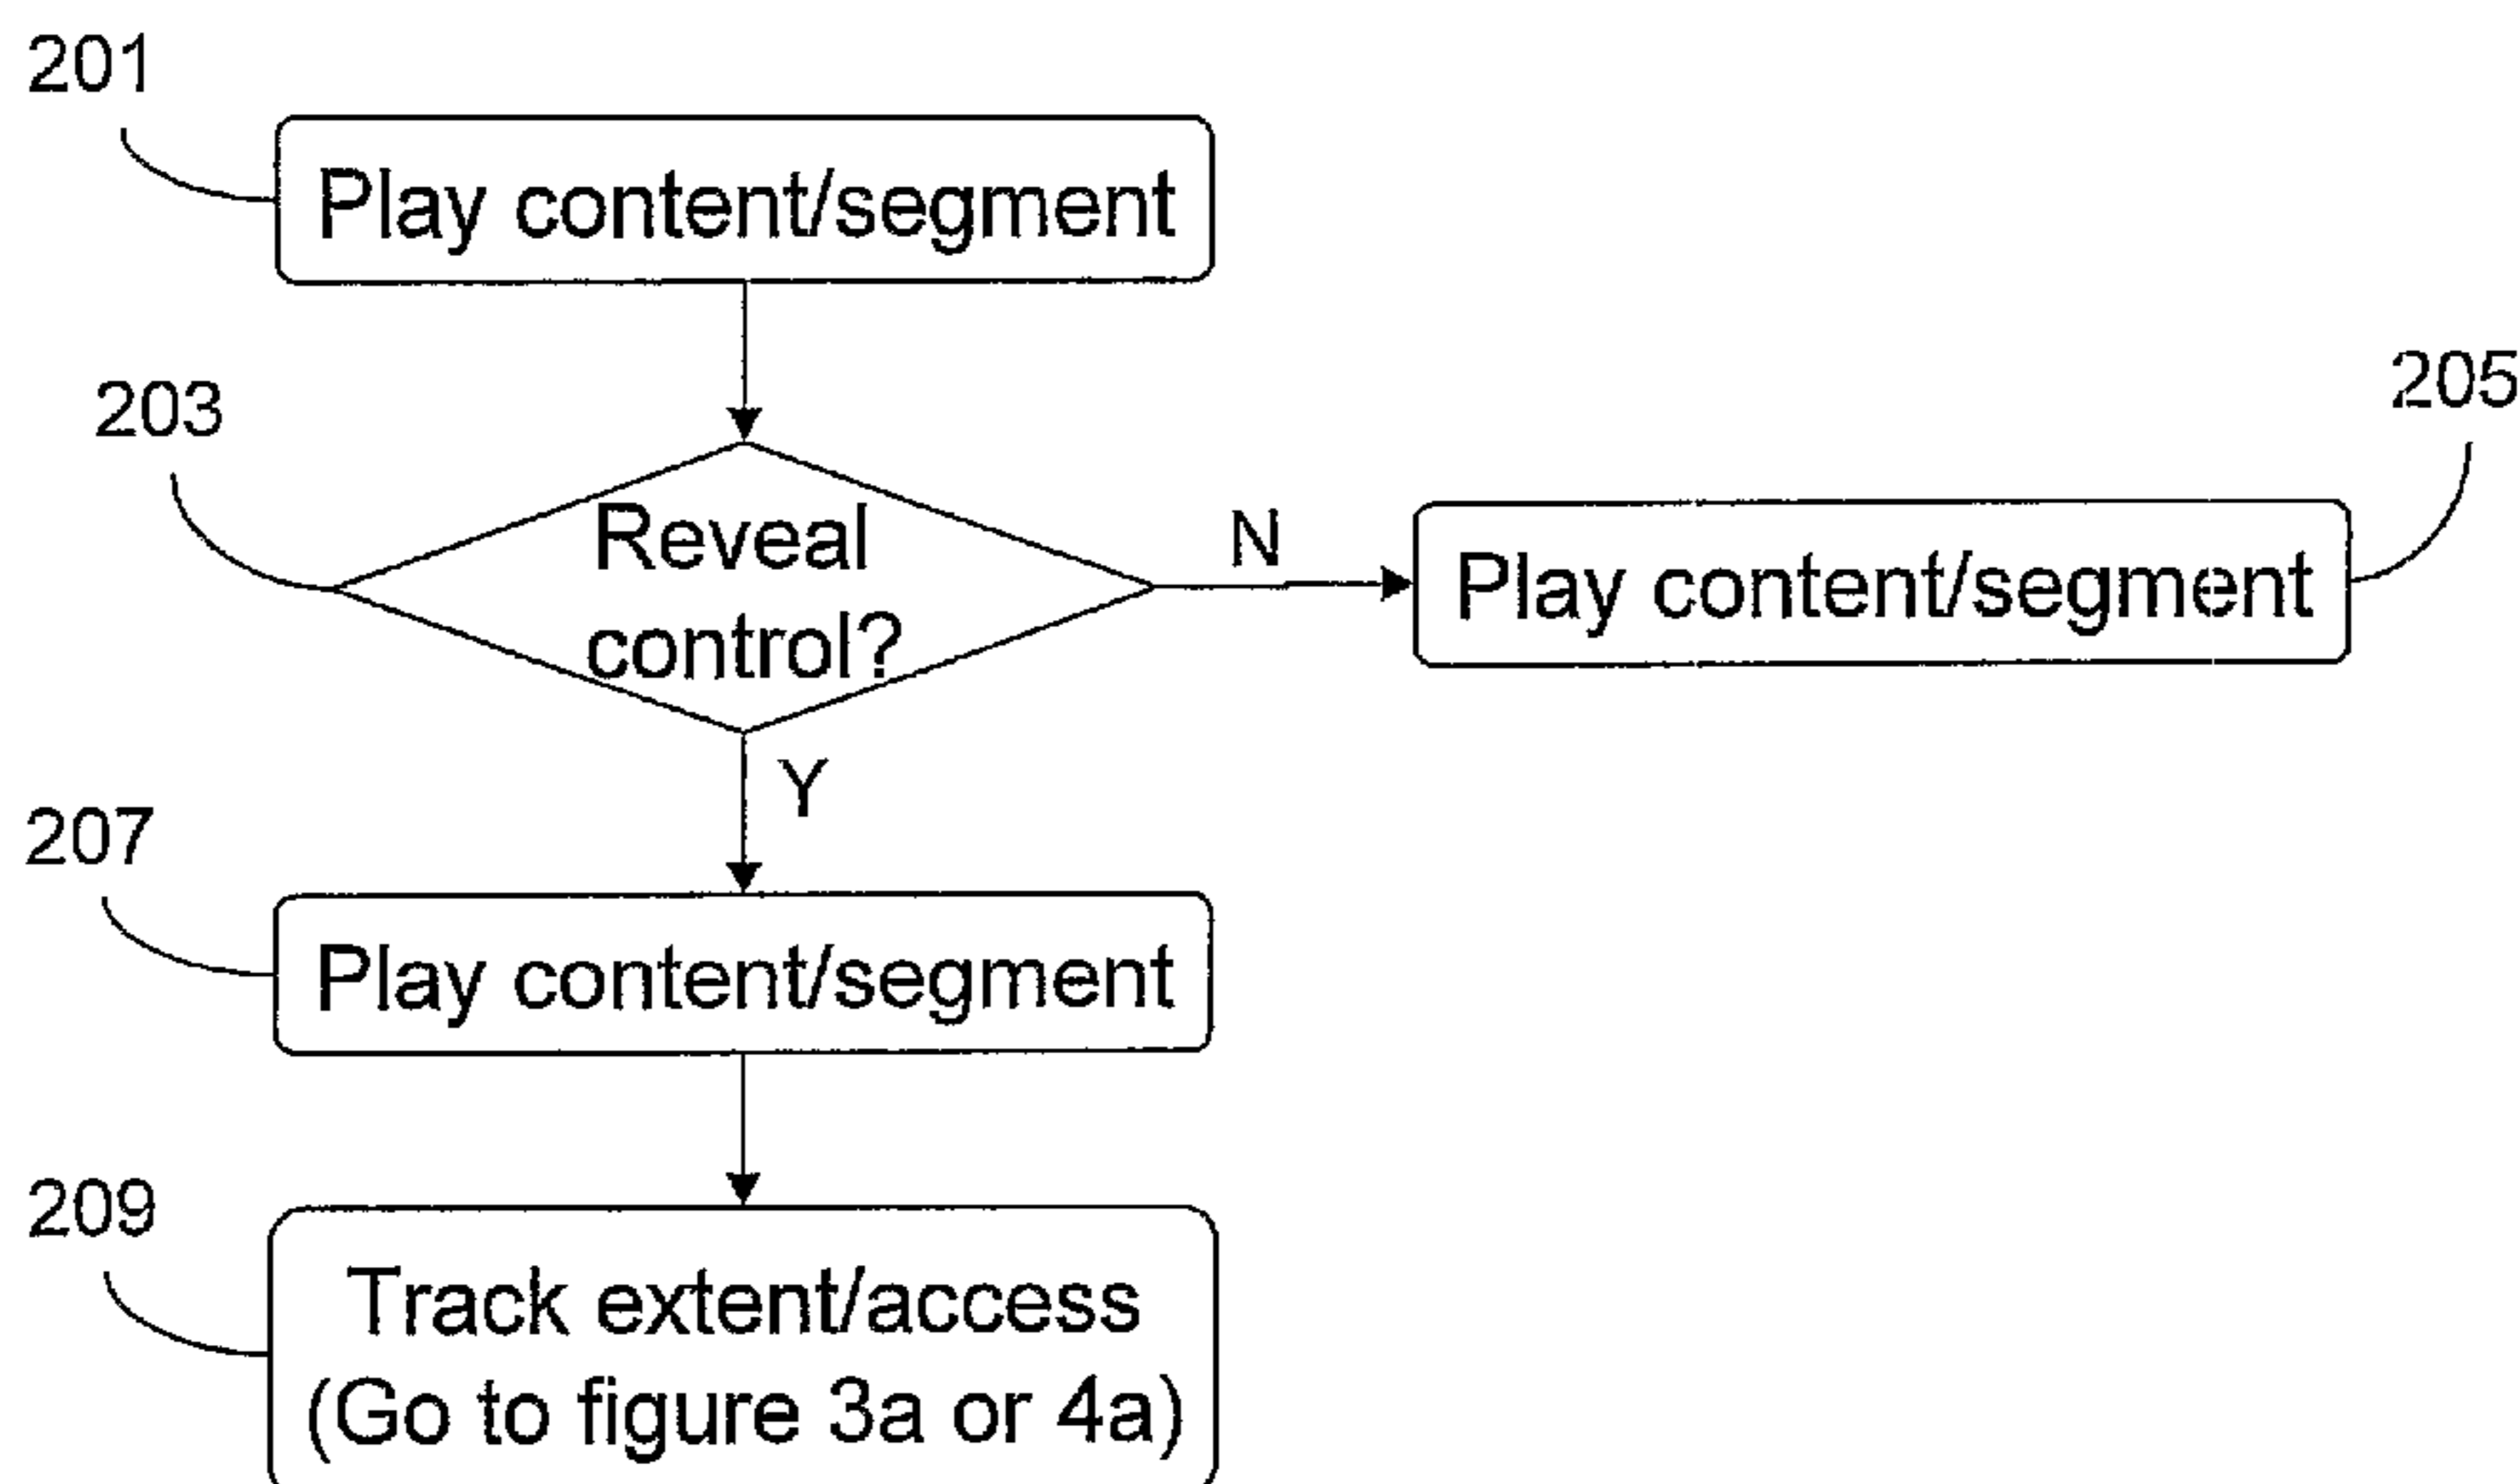 201
Play content/segment
203
Reveal
control?
N
205
Play content/segment
Y
207
Play content/segment
209
Track extent/access
(Go to figure 3a or 4a)